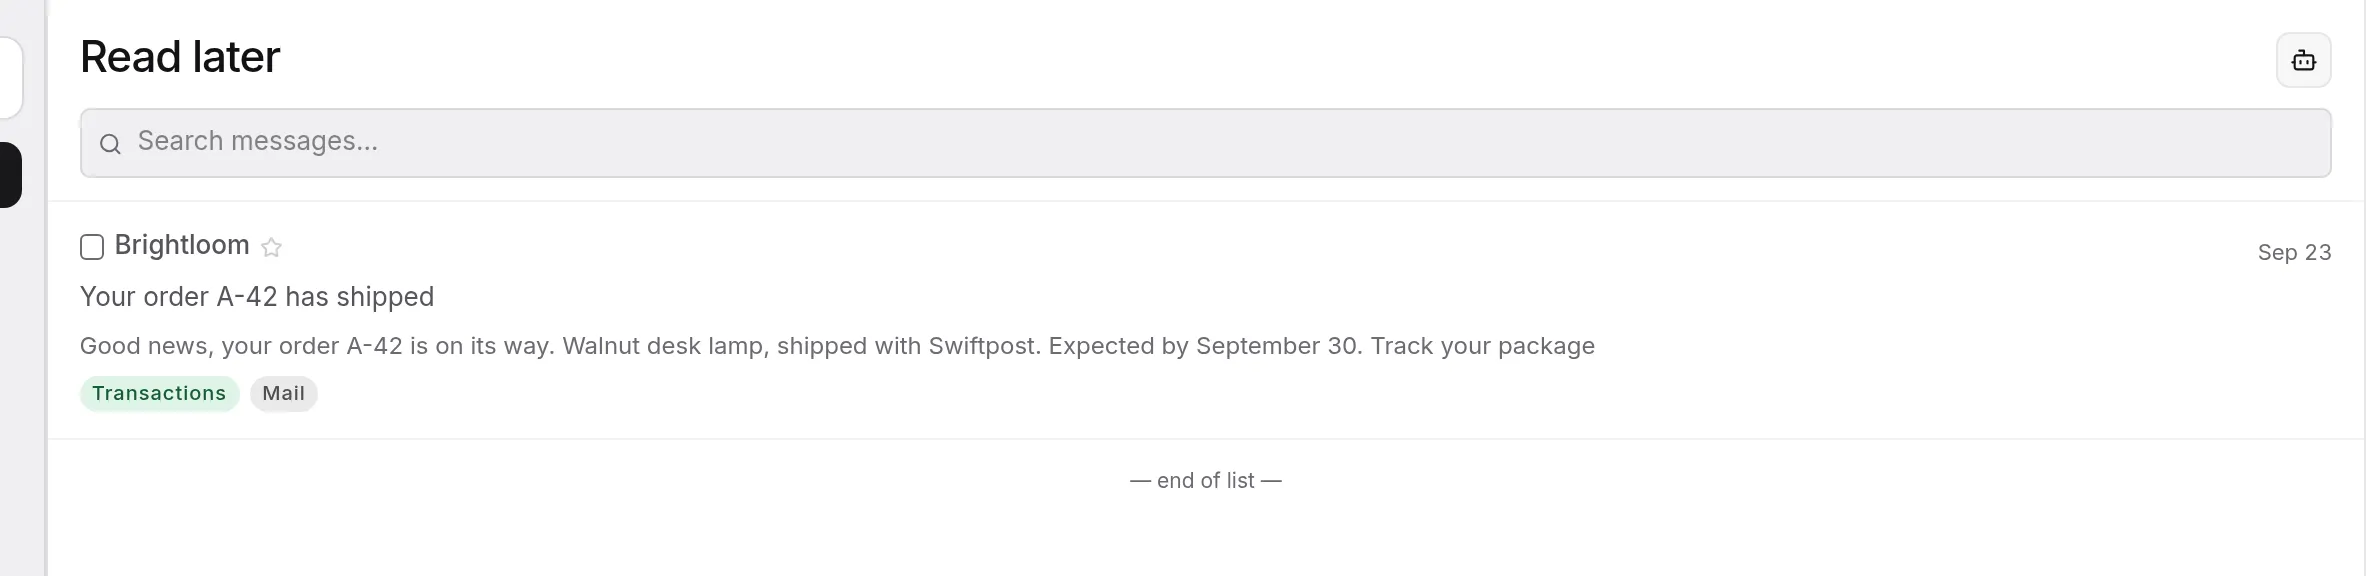 Read later
Search messages...
Brightloom
Sep 23
Your order A-42 has shipped
Good news, your order A-42 is on its way. Walnut desk lamp, shipped with Swiftpost. Expected by September 30. Track your package
Transactions Mail
— end of list —